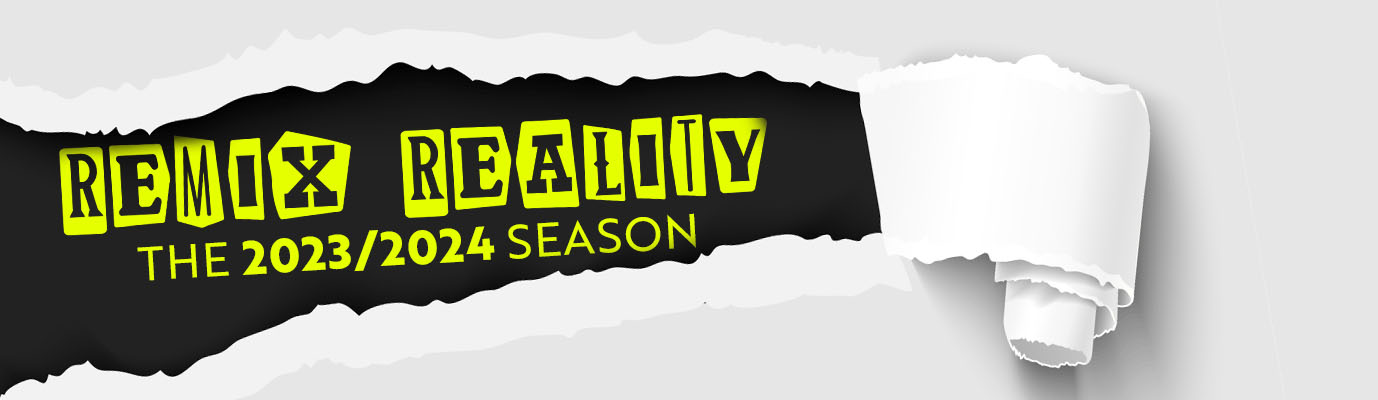 REMIX REALITY
THE 2023/2024 SEASON